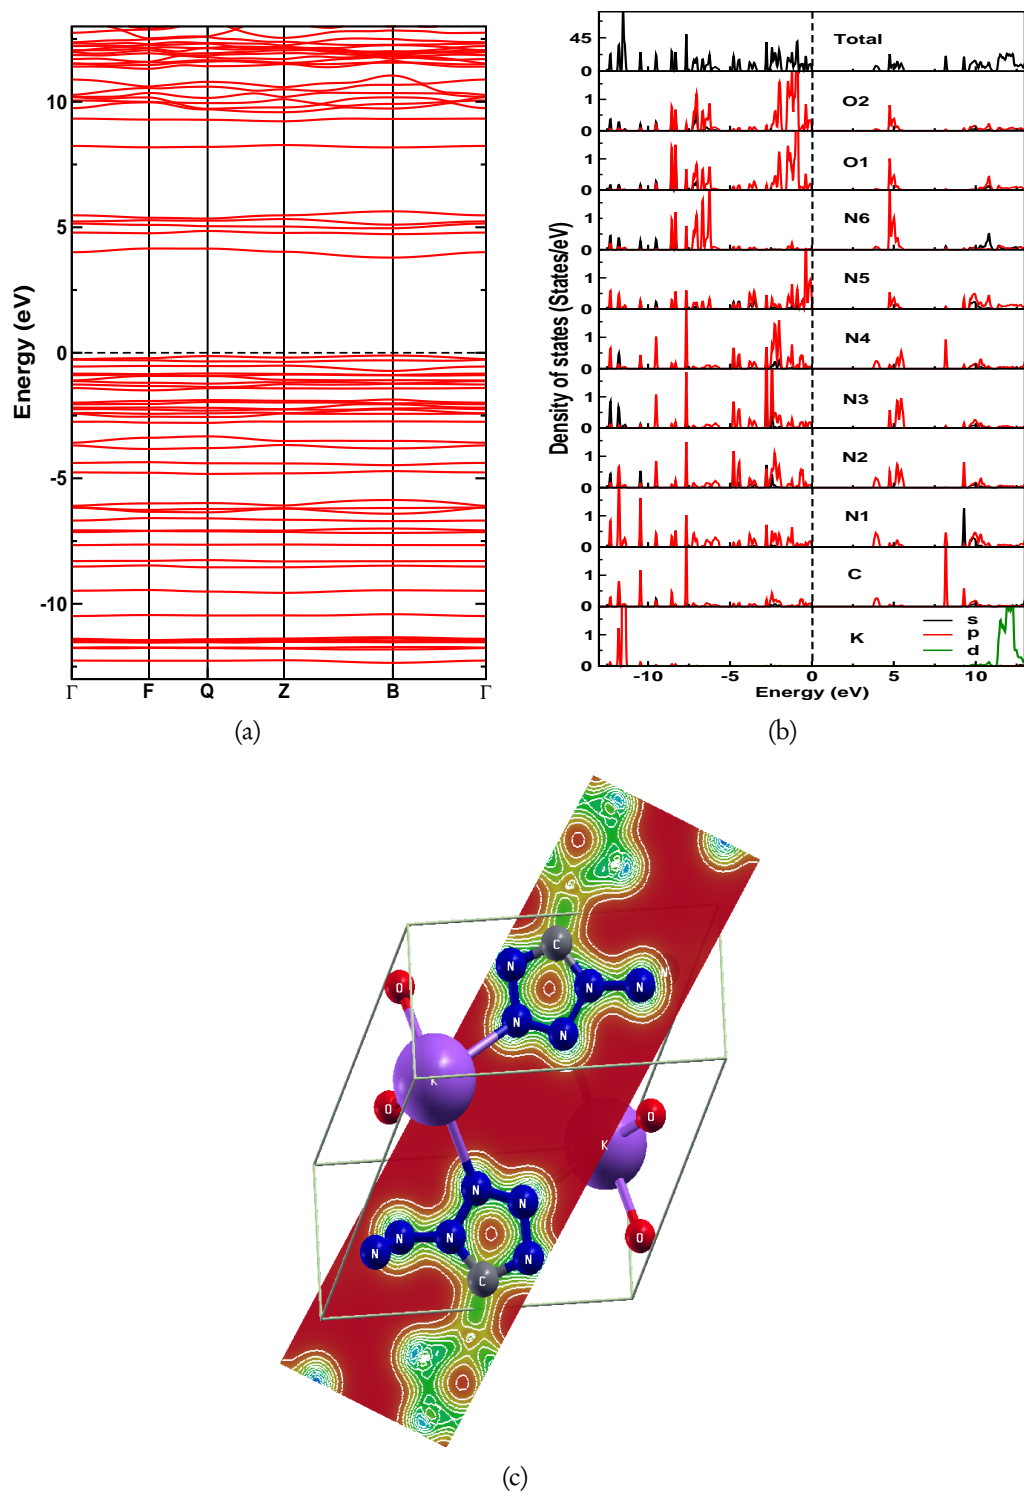 Energy (eV)
10
5
0
-5
-10
Γ F Q Z B Γ
(a)
Density of states (States/eV)
45
Total
1
0
O2
1
0
O1
1
0
N6
1
0
N5
1
0
N4
1
0
N3
1
0
N2
1
0
N1
1
0
C
1
0
K
s
p
d
-10 -5 0 5 10
Energy (eV)
(b)
C
N
N N
O
N
N
K
O
O
K
N
N
N N N
O
N
N
C
(c)